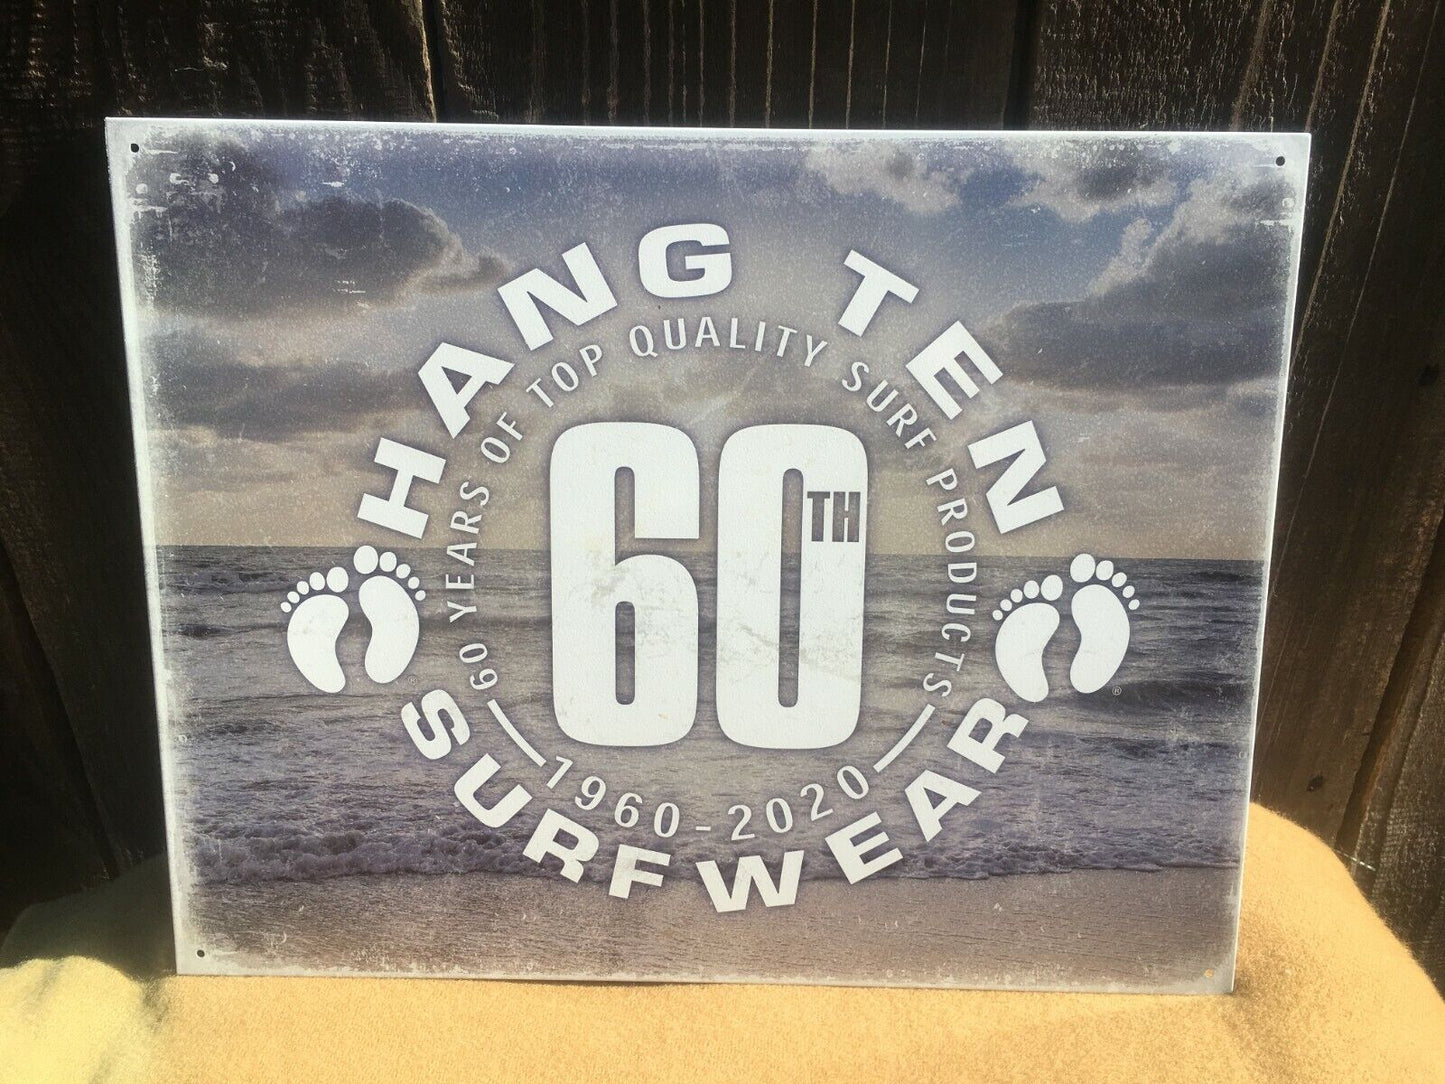 HANG TEN
60 YEARS OF TOP QUALITY SURF PRODUCTS
60TH
1960-2020
SURFWEAR
®
®